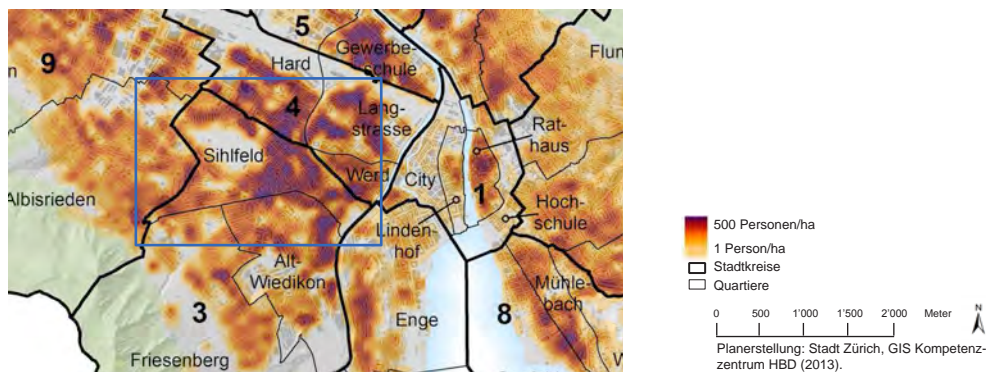 5
Gewerbe-
schule
Hard
9
n
Flun
4
Lang-
strasse
Rat-
haus
Sihlfeld
Werd
City
1
Albisrieden
Linden-
hof
Hoch-
schule
Alt-
Wiedikon
Mühle-
bach
3
Enge
8
Friesenberg
W
500 Personen/ha
1 Person/ha
Stadtkreise
Quartiere
0 500 1'000 1'500 2'000 Meter N
Planerstellung: Stadt Zürich, GIS Kompetenz-
zentrum HBD (2013).